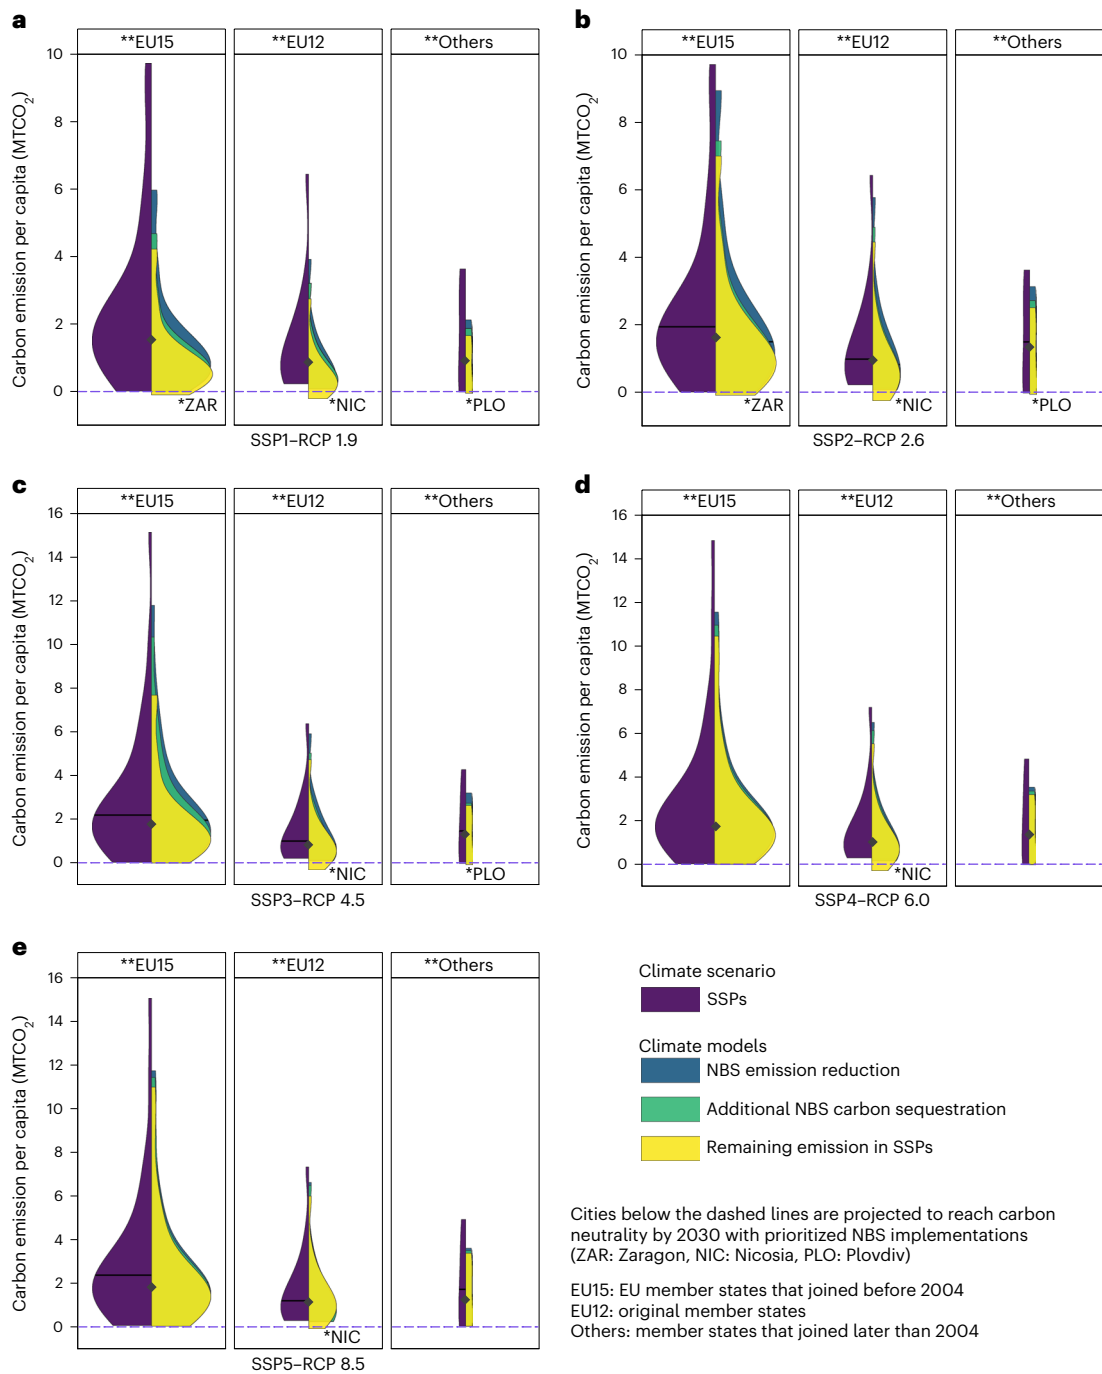 a
**EU15 **EU12 **Others
Carbon emission per capita (MTCO2)
10
8
6
4
2
0
*ZAR *NIC *PLO
SSP1–RCP 1.9
b
**EU15 **EU12 **Others
Carbon emission per capita (MTCO2)
10
8
6
4
2
0
*ZAR *NIC *PLO
SSP2–RCP 2.6
c
**EU15 **EU12 **Others
Carbon emission per capita (MTCO2)
16
14
12
10
8
6
4
2
0
*NIC *PLO
SSP3–RCP 4.5
d
**EU15 **EU12 **Others
Carbon emission per capita (MTCO2)
16
14
12
10
8
6
4
2
0
*NIC
SSP4–RCP 6.0
e
**EU15 **EU12 **Others
Carbon emission per capita (MTCO2)
16
14
12
10
8
6
4
2
0
*NIC
SSP5–RCP 8.5
Climate scenario
SSPs
Climate models
NBS emission reduction
Additional NBS carbon sequestration
Remaining emission in SSPs
Cities below the dashed lines are projected to reach carbon
neutrality by 2030 with prioritized NBS implementations
(ZAR: Zaragon, NIC: Nicosia, PLO: Plovdiv)
EU15: EU member states that joined before 2004
EU12: original member states
Others: member states that joined later than 2004